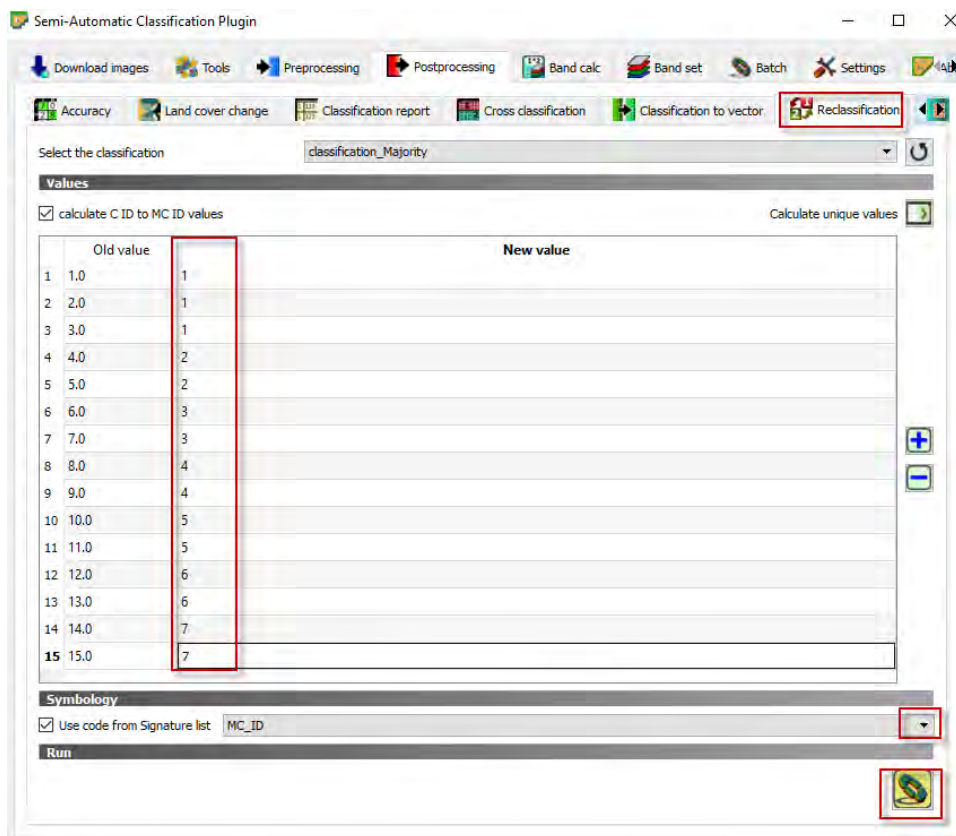 Semi-Automatic Classification Plugin
Download images Tools Preprocessing Postprocessing Band calc Band set Batch Settings
Accuracy Land cover change Classification report Cross classification Classification to vector Reclassification
Select the classification classification_Majority
Values
calculate C ID to MC ID values Calculate unique values
Old value New value
1 1.0 1
2 2.0 1
3 3.0 1
4 4.0 2
5 5.0 2
6 6.0 3
7 7.0 3
8 8.0 4
9 9.0 4
10 10.0 5
11 11.0 5
12 12.0 6
13 13.0 6
14 14.0 7
15 15.0 7
Symbology
Use code from Signature list MC_ID
Run